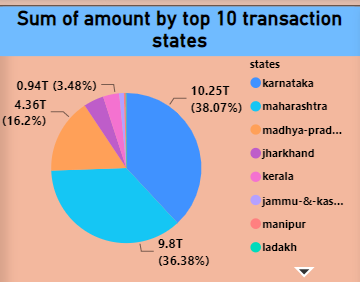 Sum of amount by top 10 transaction
states
states
0.94T (3.48%)
4.36T
(16.2%)
10.25T
(38.07%)
9.8T
(36.38%)
karnataka
maharashtra
madhya-prad...
jharkhand
kerala
jammu-&-kas...
manipur
ladakh